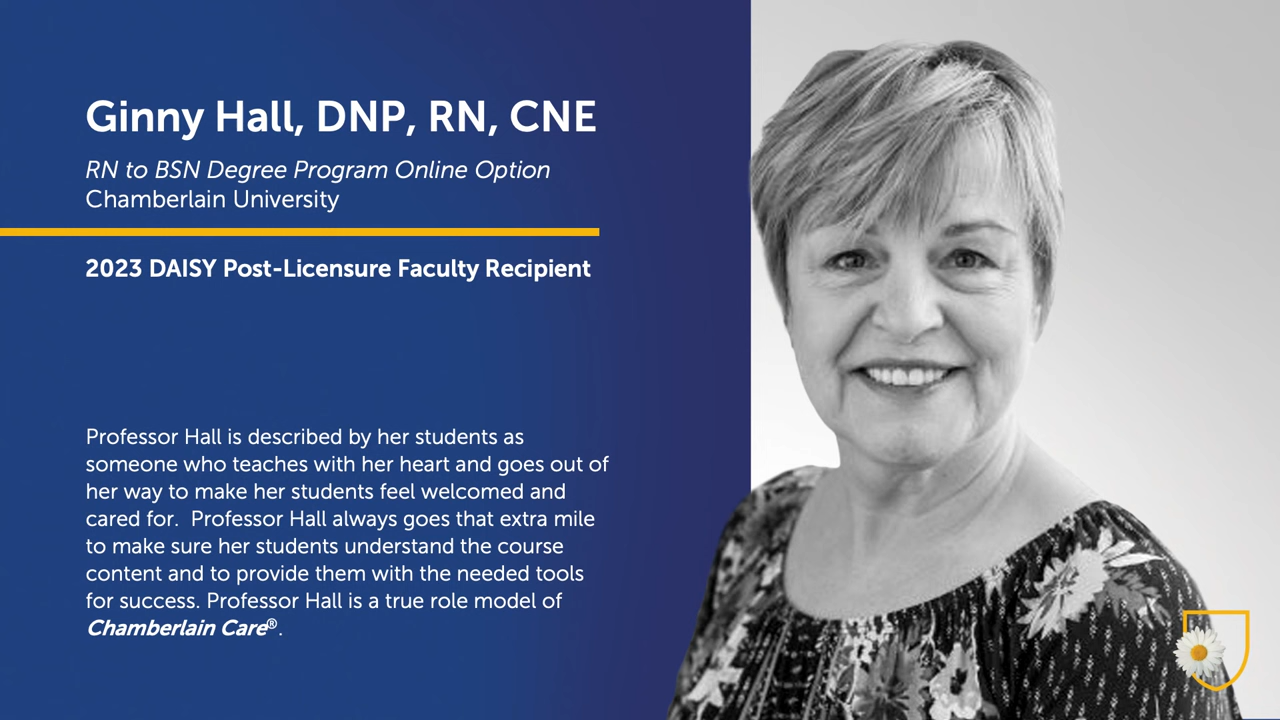 Ginny Hall, DNP, RN, CNE
RN to BSN Degree Program Online Option
Chamberlain University
2023 DAISY Post-Licensure Faculty Recipient
Professor Hall is described by her students as
someone who teaches with her heart and goes out of
her way to make her students feel welcomed and
cared for.  Professor Hall always goes that extra mile
to make sure her students understand the course
content and to provide them with the needed tools
for success. Professor Hall is a true role model of
Chamberlain Care®.